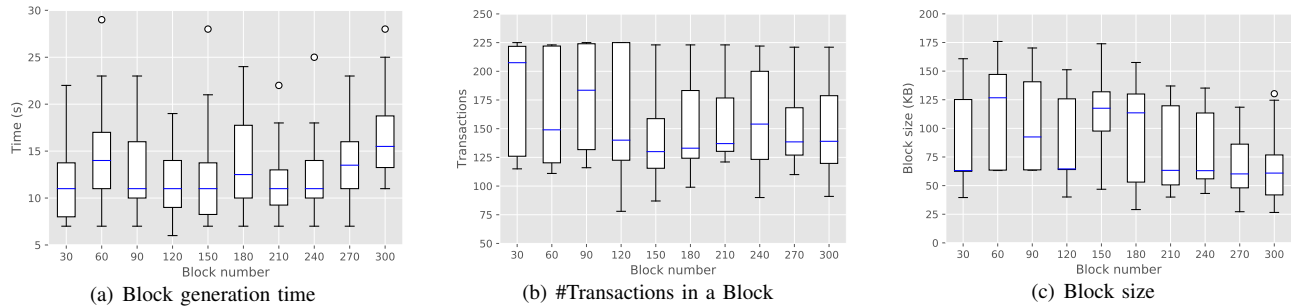 30
25
20
15
10
5
Time (s)
30 60 90 120 150 180 210 240 270 300
Block number
(a) Block generation time
250
225
200
175
150
125
100
75
50
Transactions
30 60 90 120 150 180 210 240 270 300
Block number
(b) #Transactions in a Block
200
175
150
125
100
75
50
25
0
Block size (KB)
30 60 90 120 150 180 210 240 270 300
Block number
(c) Block size